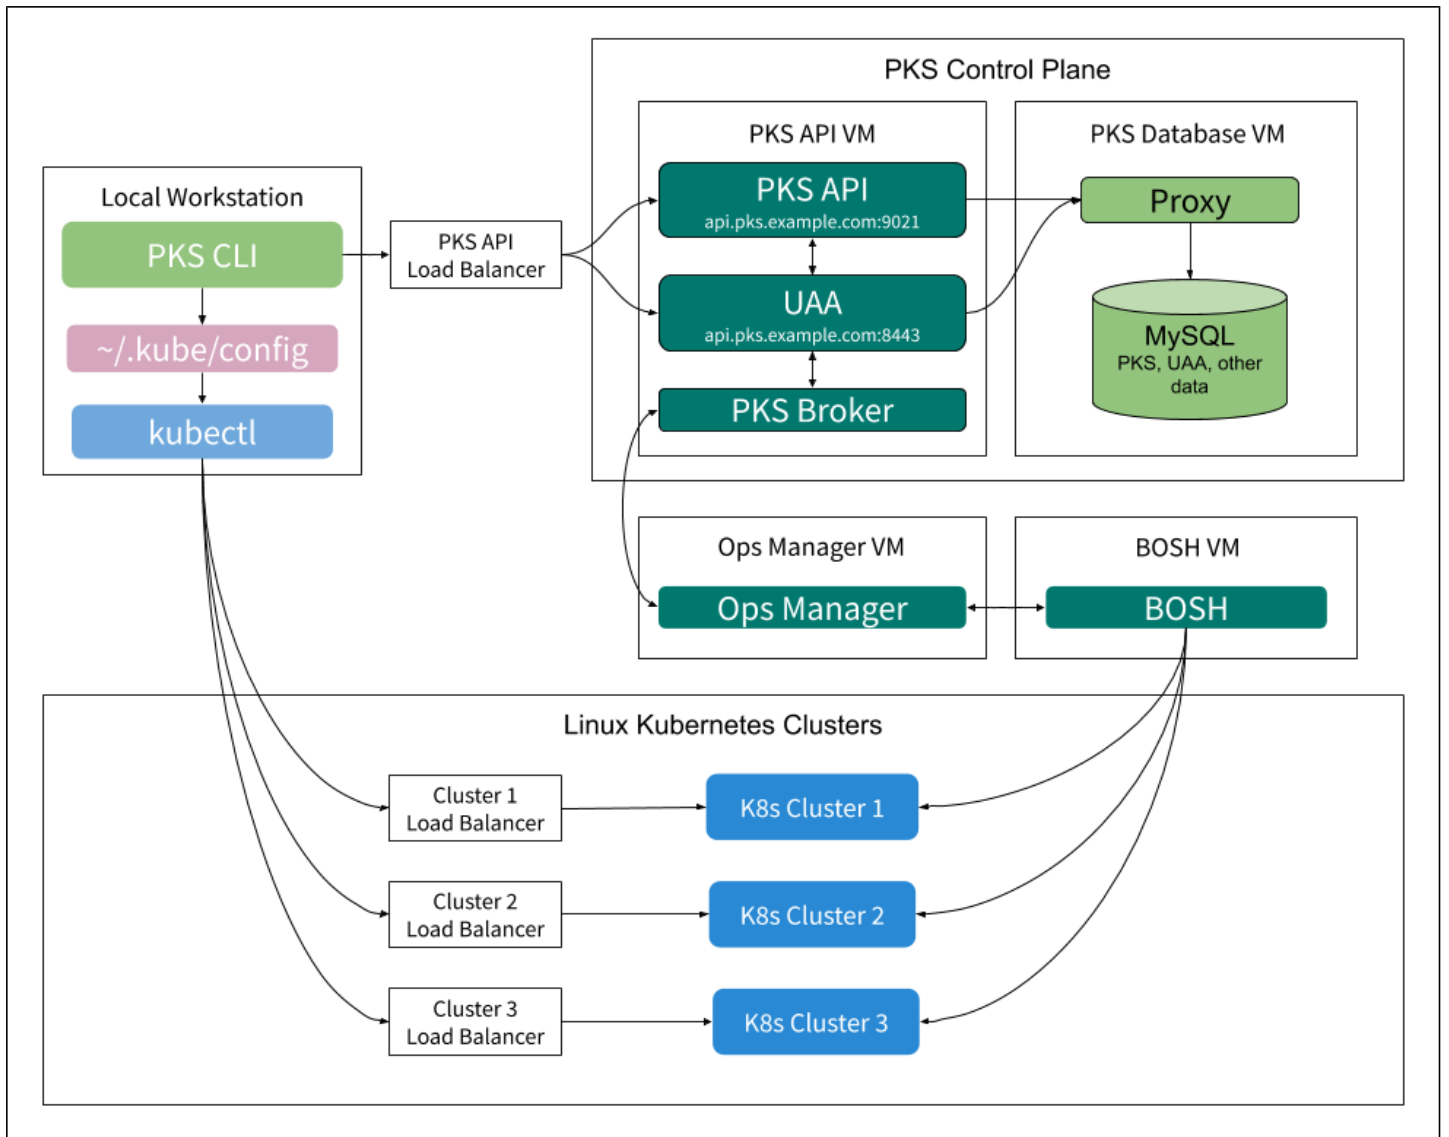 PKS Control Plane
PKS API VM
PKS Database VM
Local Workstation
PKS CLI
~/.kube/config
kubectl
PKS API
Load Balancer
PKS API
api.pks.example.com:9021
UAA
api.pks.example.com:8443
PKS Broker
Proxy
MySQL
PKS, UAA, other
data
Ops Manager VM
Ops Manager
BOSH VM
BOSH
Linux Kubernetes Clusters
Cluster 1
Load Balancer
K8s Cluster 1
Cluster 2
Load Balancer
K8s Cluster 2
Cluster 3
Load Balancer
K8s Cluster 3